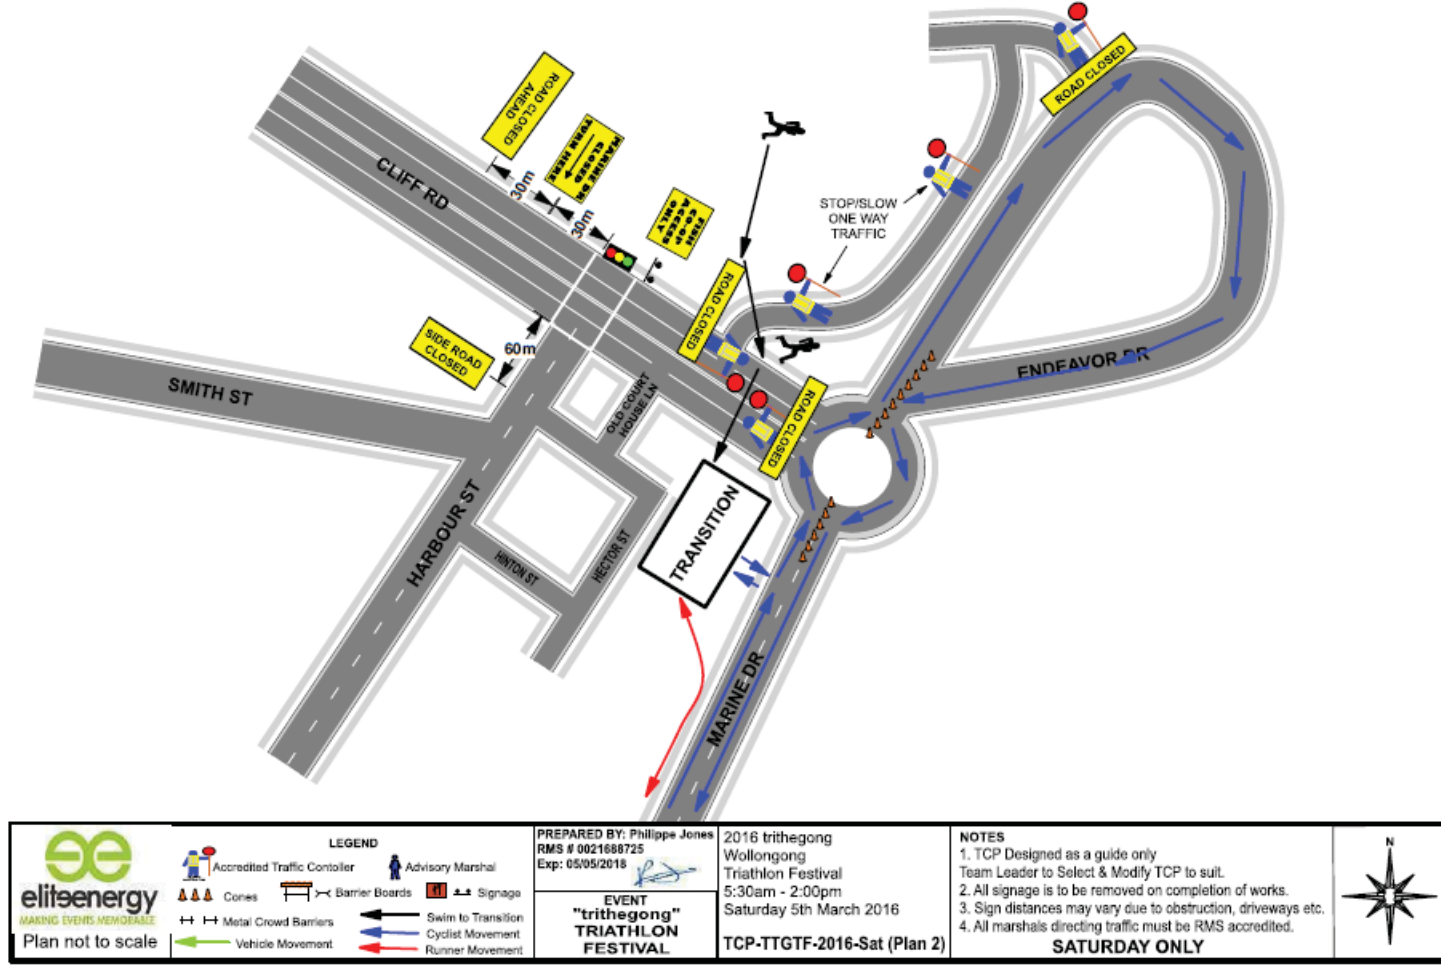 ROAD CLOSED
ROAD CLOSED
AHEAD
MARINE DR
CLOSED
TURN HERE
30m
30m
CLIFF RD
FISH
CO-OP
ACCESS
ONLY
STOP/SLOW
ONE WAY
TRAFFIC
ROAD CLOSED
SIDE ROAD
CLOSED
60m
SMITH ST
OLD COURT
HOUSE LN
ROAD CLOSED
ENDEAVOR DR
HARBOUR ST
HINTON ST
HECTOR ST
TRANSITION
MARINE DR
eliteenergy
MAKING EVENTS MEMORABLE
Plan not to scale
LEGEND
Accredited Traffic Contoller
Advisory Marshal
Cones
Barrier Boards
Signage
Metal Crowd Barriers
Swim to Transition
Cyclist Movement
Vehicle Movement
Runner Movement
PREPARED BY: Philippe Jones
RMS # 0021688725
Exp: 05/05/2018
EVENT
"trithegong"
TRIATHLON
FESTIVAL
2016 trithegong
Wollongong
Triathlon Festival
5:30am - 2:00pm
Saturday 5th March 2016
TCP-TTGTF-2016-Sat (Plan 2)
NOTES
1. TCP Designed as a guide only
Team Leader to Select & Modify TCP to suit.
2. All signage is to be removed on completion of works.
3. Sign distances may vary due to obstruction, driveways etc.
4. All marshals directing traffic must be RMS accredited.
SATURDAY ONLY
N